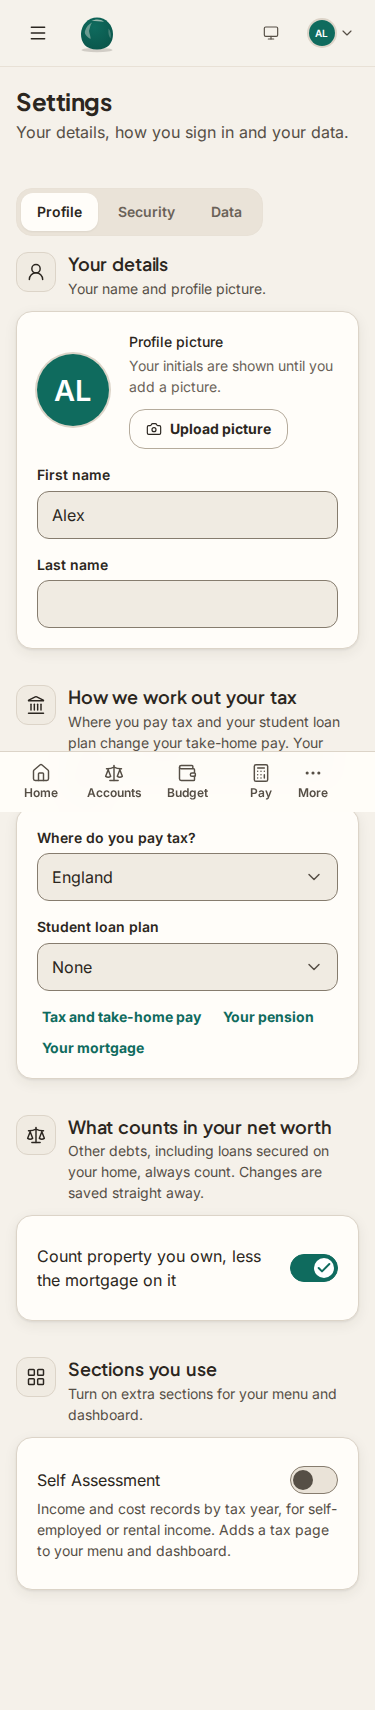 AL
Settings
Your details, how you sign in and your data.
Profile
Security
Data
Your details
Your name and profile picture.
AL
Profile picture
Your initials are shown until you
add a picture.
Upload picture
First name
Alex
Last name
How we work out your tax
Where you pay tax and your student loan
plan change your take-home pay. Your
Home
Accounts
Budget
Pay
More
Where do you pay tax?
England
Student loan plan
None
Tax and take-home pay
Your pension
Your mortgage
What counts in your net worth
Other debts, including loans secured on
your home, always count. Changes are
saved straight away.
Count property you own, less
the mortgage on it
Sections you use
Turn on extra sections for your menu and
dashboard.
Self Assessment
Income and cost records by tax year, for self-
employed or rental income. Adds a tax page
to your menu and dashboard.